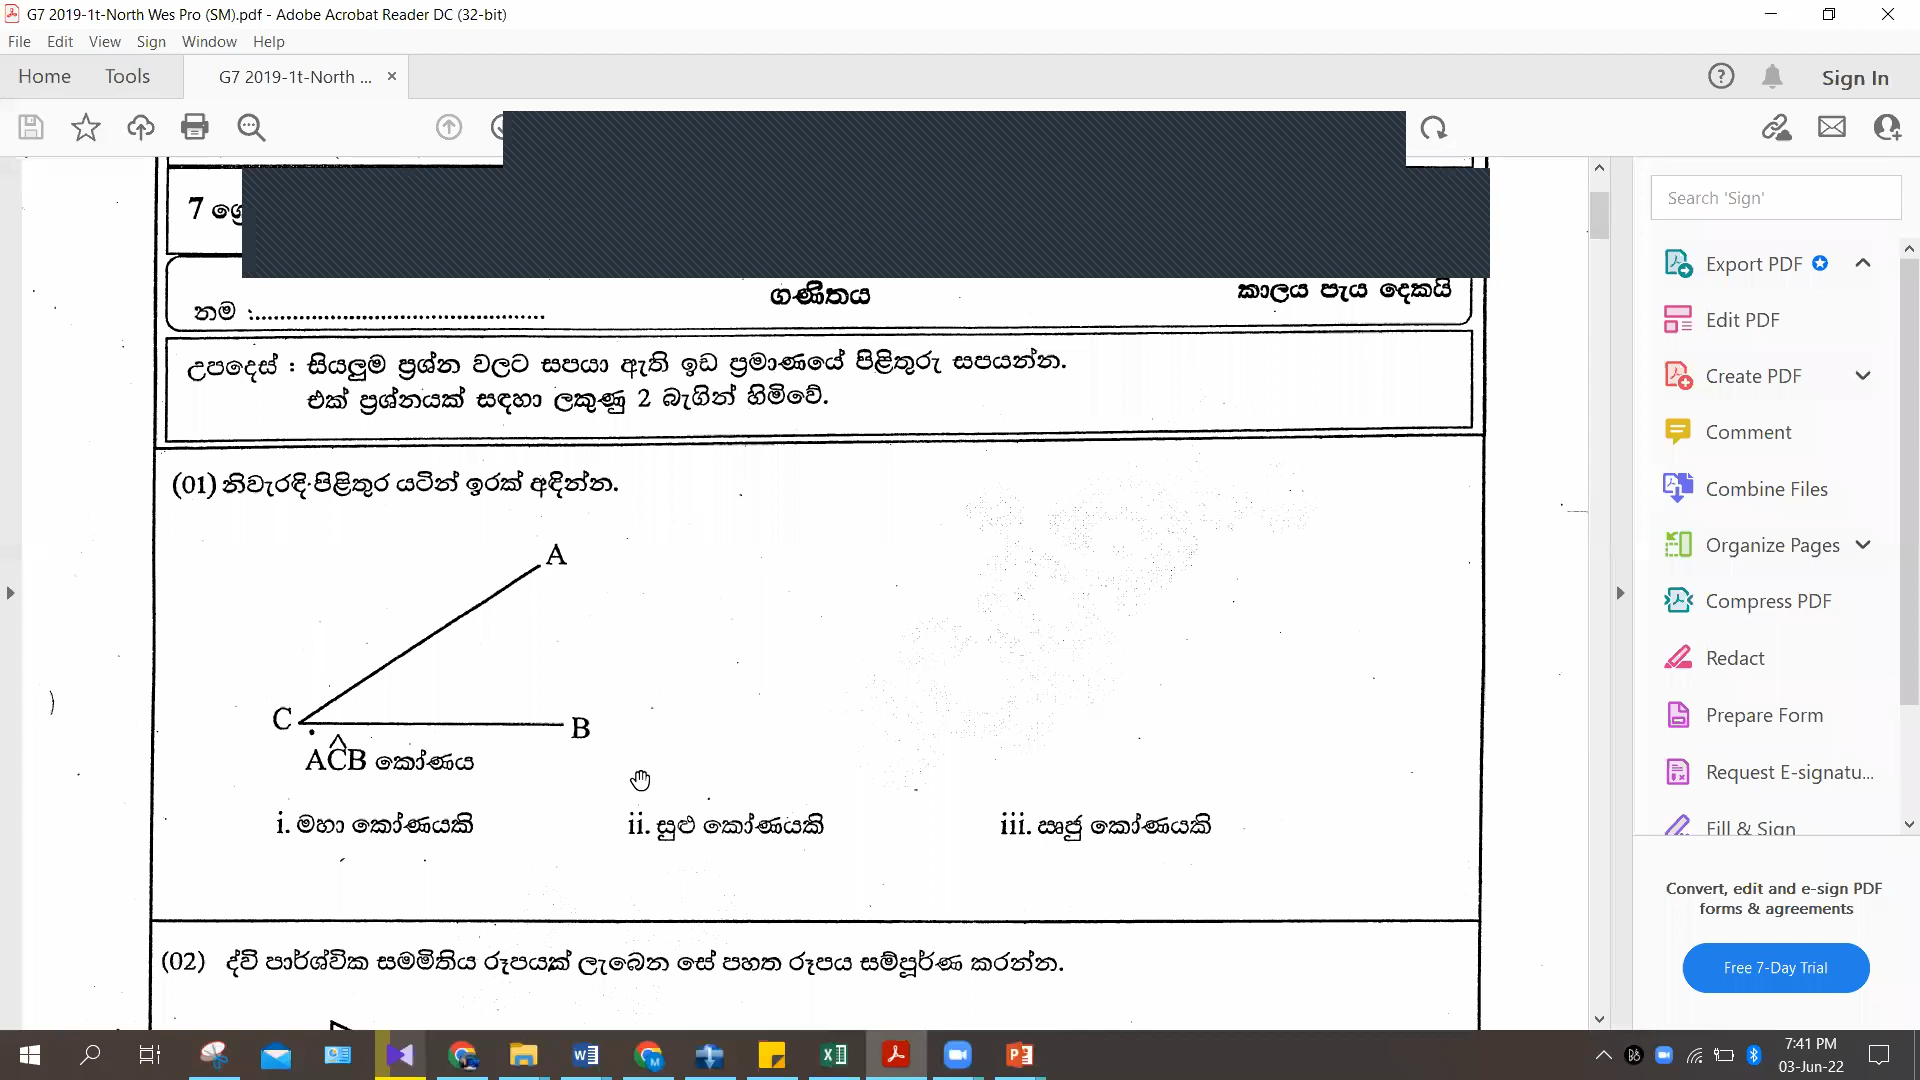 G7 2019-1t-North Wes Pro (SM).pdf - Adobe Acrobat Reader DC (32-bit)
File Edit View Sign Window Help
Home Tools G7 2019-1t-North ... ×
Sign In
7 ශ්‍රේ
නම :............................................
ගණිතය
කාලය පැය දෙකයි
උපදෙස් : සියලුම ප්‍රශ්න වලට සපයා ඇති ඉඩ ප්‍රමාණයේ පිළිතුරු සපයන්න.
එක් ප්‍රශ්නයක් සඳහා ලකුණු 2 බැගින් හිමිවේ.
(01) නිවැරදි පිළිතුර යටින් ඉරක් අඳින්න.
A
C
B
AĈB කෝණය
i. මහා කෝණයකි ii. සුළු කෝණයකි iii. ඍජු කෝණයකි
(02) ද්වි පාර්ශ්වික සමමිතිය රූපයක් ලැබෙන සේ පහත රූපය සම්පූර්ණ කරන්න.
Search 'Sign'
Export PDF
Edit PDF
Create PDF
Comment
Combine Files
Organize Pages
Compress PDF
Redact
Prepare Form
Request E-signatu...
Fill & Sign
Convert, edit and e-sign PDF
forms & agreements
Free 7-Day Trial
7:41 PM
03-Jun-22